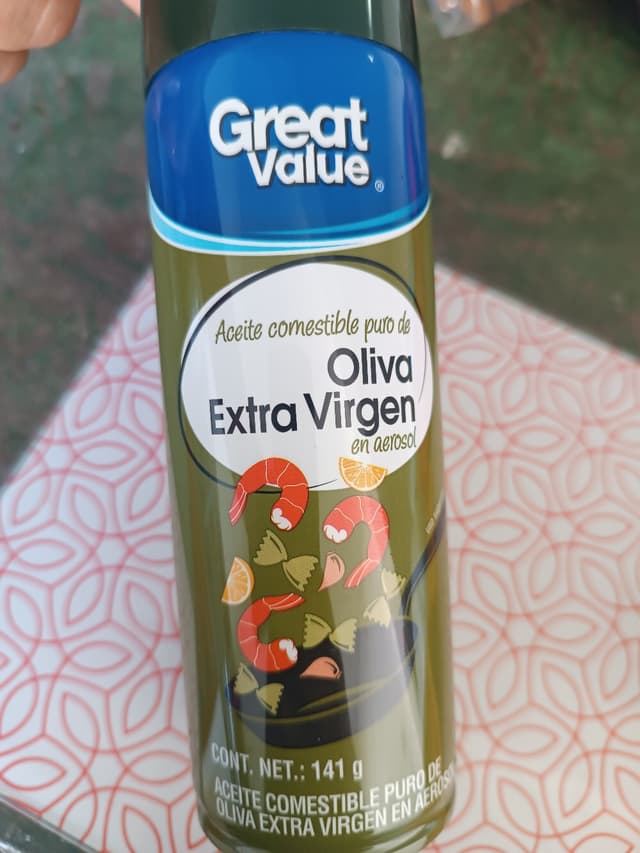 Great
Value®
Aceite comestible puro de
Oliva
Extra Virgen
en aerosol
CONT. NET.: 141 g
ACEITE COMESTIBLE PURO DE
OLIVA EXTRA VIRGEN EN AEROSOL